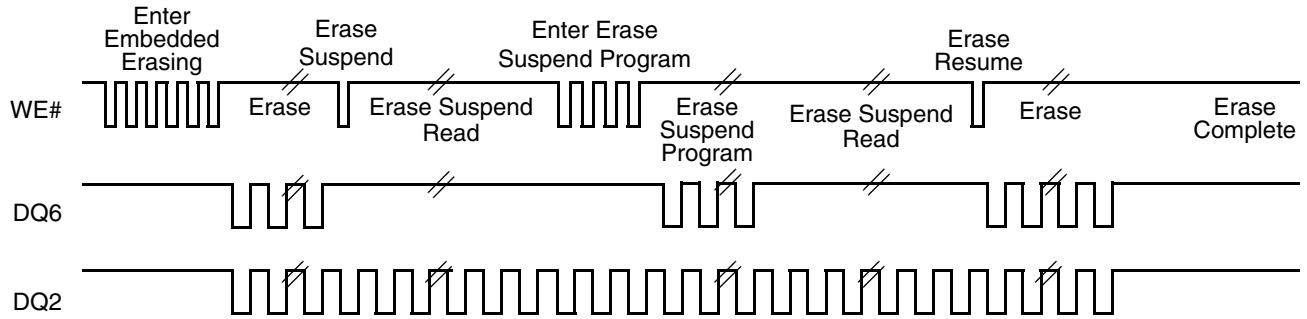 Enter
Embedded
Erasing
Erase
Suspend
Enter Erase
Suspend Program
Erase
Resume
WE#
Erase
Erase Suspend
Read
Erase
Suspend
Program
Erase Suspend
Read
Erase
Erase
Complete
DQ6
DQ2